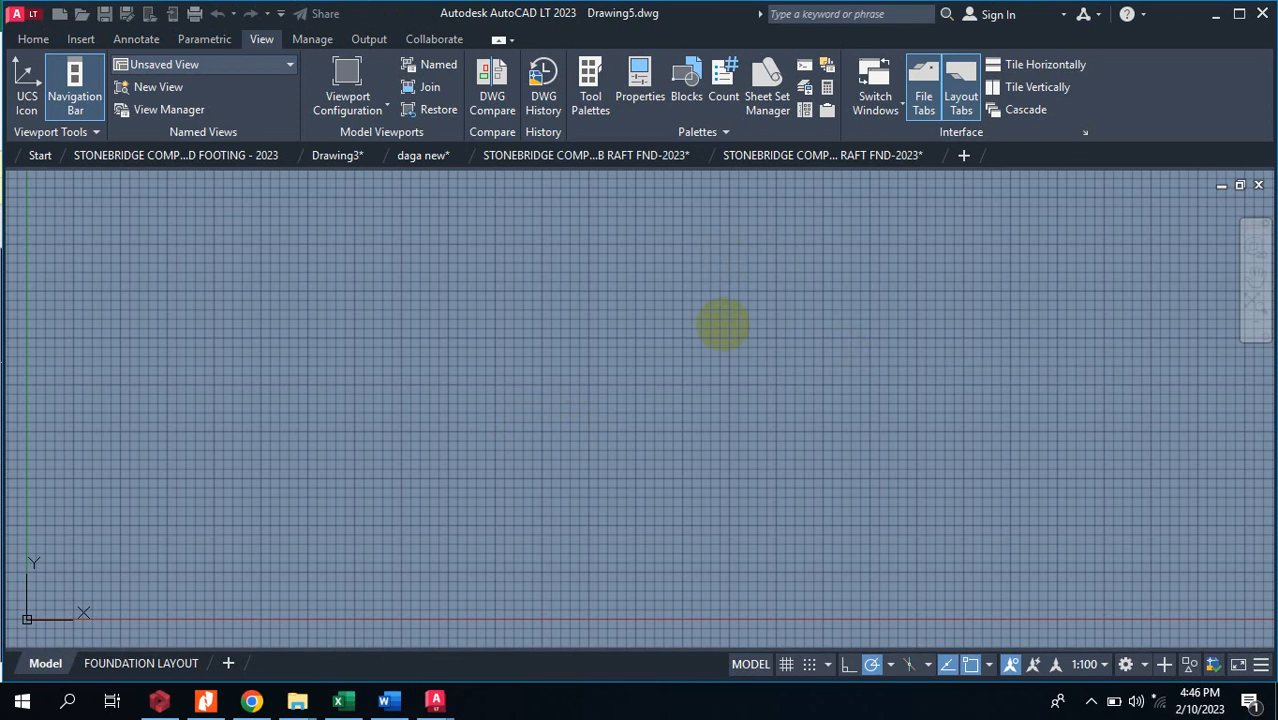 LT Share Autodesk AutoCAD LT 2023 Drawing5.dwg Type a keyword or phrase Sign In ?
Home Insert Annotate Parametric View Manage Output Collaborate
UCS Icon
Navigation Bar
Unsaved View
New View
View Manager
Viewport Configuration
Named
Join
Restore
DWG Compare
DWG History
Tool Palettes
Properties
Blocks
Count
Sheet Set Manager
Switch Windows
File Tabs
Layout Tabs
Tile Horizontally
Tile Vertically
Cascade
Viewport Tools Named Views Model Viewports Compare History Palettes Interface
Start STONEBRIDGE COMP...D FOOTING - 2023 Drawing3* daga new* STONEBRIDGE COMP...B RAFT FND-2023* STONEBRIDGE COMP... RAFT FND-2023*
Y
X
Model FOUNDATION LAYOUT MODEL 1:100
4:46 PM
2/10/2023
1